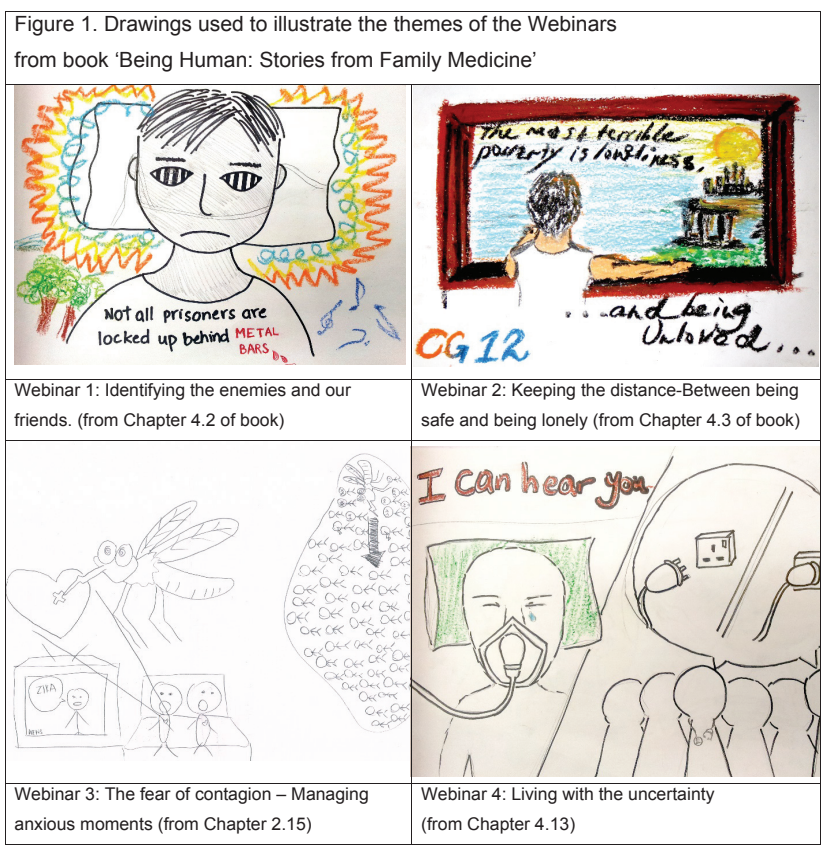 Figure 1. Drawings used to illustrate the themes of the Webinars
from book ‘Being Human: Stories from Family Medicine’
Not all prisoners are
locked up behind METAL
BARS
The most terrible
poverty is loneliness,
...and being
Unloved...
OG12
Webinar 1: Identifying the enemies and our
friends. (from Chapter 4.2 of book)
Webinar 2: Keeping the distance-Between being
safe and being lonely (from Chapter 4.3 of book)
ZIKA
I can hear you.
Webinar 3: The fear of contagion – Managing
anxious moments (from Chapter 2.15)
Webinar 4: Living with the uncertainty
(from Chapter 4.13)